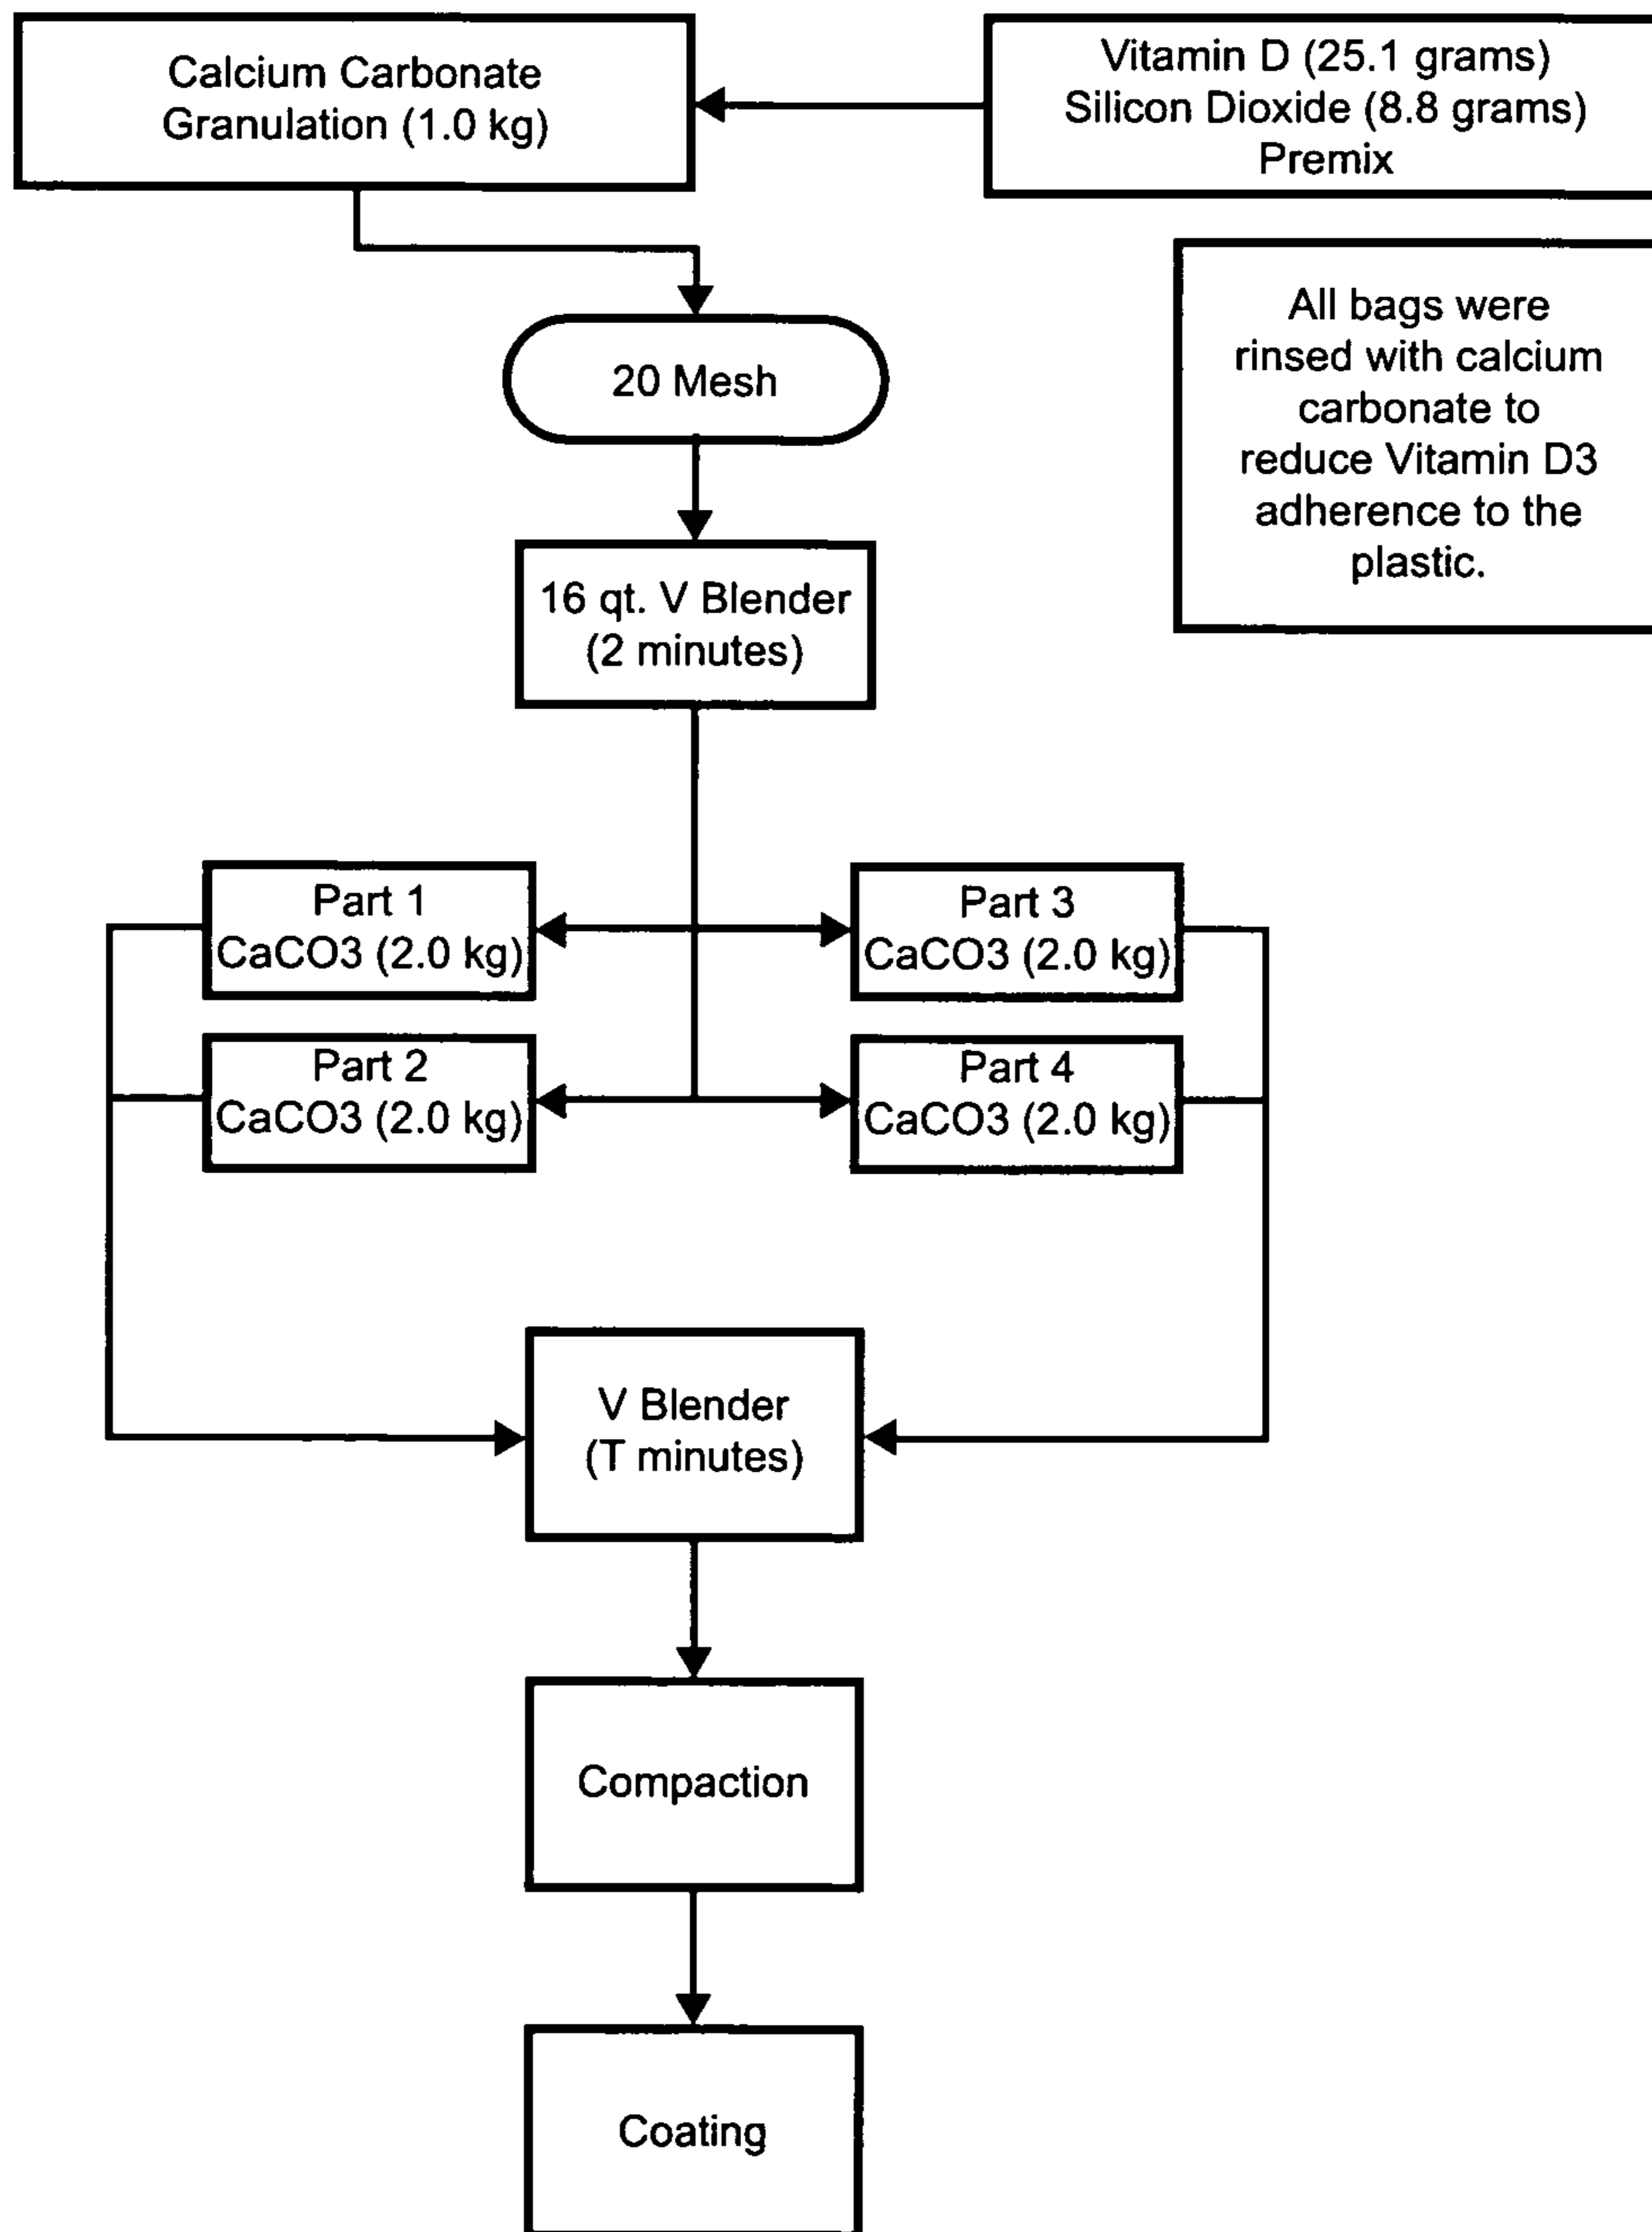 Calcium Carbonate
Granulation (1.0 kg)
Vitamin D (25.1 grams)
Silicon Dioxide (8.8 grams)
Premix
All bags were
rinsed with calcium
carbonate to
reduce Vitamin D3
adherence to the
plastic.
20 Mesh
16 qt. V Blender
(2 minutes)
Part 1
CaCO3 (2.0 kg)
Part 3
CaCO3 (2.0 kg)
Part 2
CaCO3 (2.0 kg)
Part 4
CaCO3 (2.0 kg)
V Blender
(T minutes)
Compaction
Coating